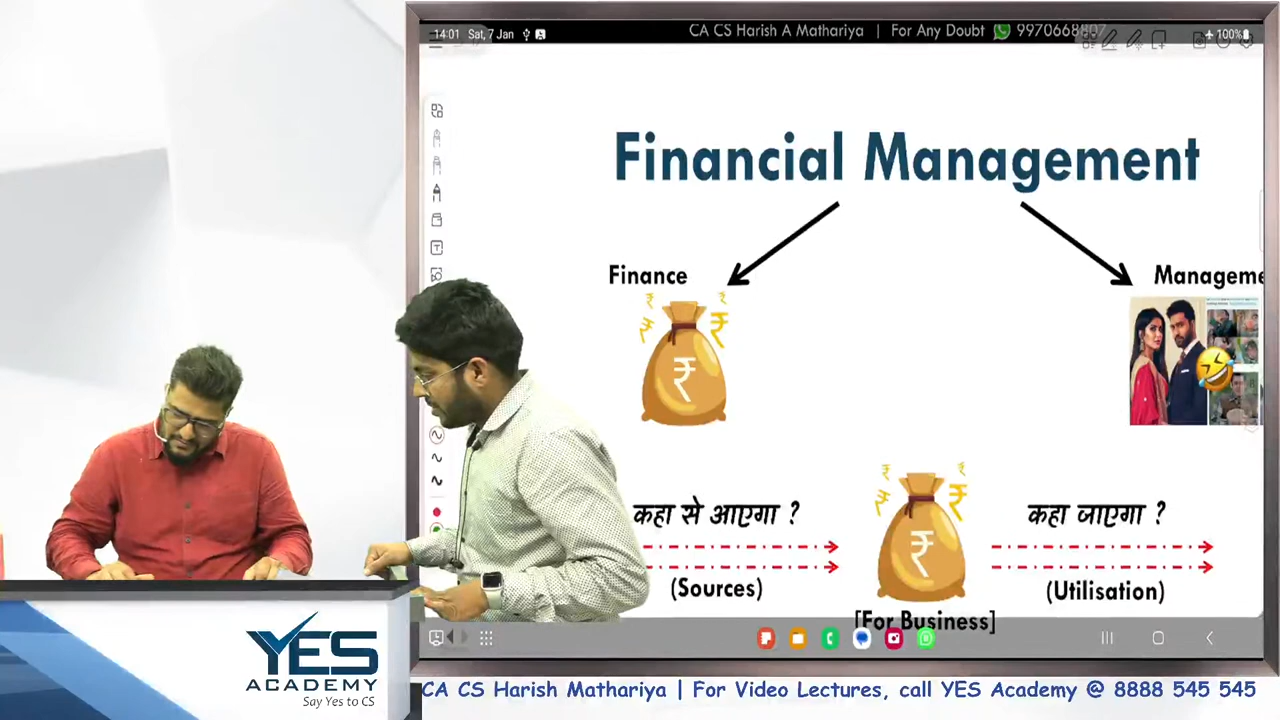 14:01 Sat, 7 Jan
CA CS Harish A Mathariya | For Any Doubt 9970668807
100%
Financial Management
Finance
Manageme
कहा से आएगा ?
कहा जाएगा ?
(Sources)
(Utilisation)
[For Business]
YES
ACADEMY
Say Yes to CS
CA CS Harish Mathariya | For Video Lectures, call YES Academy @ 8888 545 545